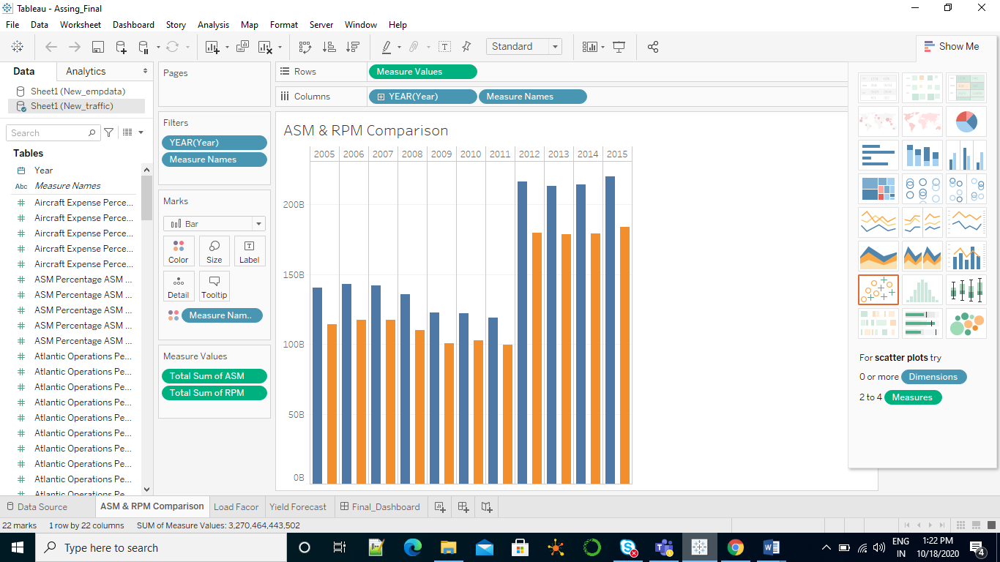 Tableau - Assing_Final
File Data Worksheet Dashboard Story Analysis Map Format Server Window Help
Standard
Show Me
Data Analytics
Sheet1 (New_empdata)
Sheet1 (New_traffic)
Search
Tables
Year
Abc Measure Names
Aircraft Expense Perce...
Aircraft Expense Perce...
Aircraft Expense Perce...
Aircraft Expense Perce...
Aircraft Expense Perce...
ASM Percentage ASM ...
ASM Percentage ASM ...
ASM Percentage ASM ...
ASM Percentage ASM ...
ASM Percentage ASM ...
Atlantic Operations Pe...
Atlantic Operations Pe...
Atlantic Operations Pe...
Atlantic Operations Pe...
Atlantic Operations Pe...
Atlantic Operations Pe...
Atlantic Operations Pe...
Atlantic Operations Pe...
Atlantic Operations Pe...
Atlantic Operations Pe...
Pages
Filters
YEAR(Year)
Measure Names
Marks
Bar
Color Size Label
Detail Tooltip
Measure Nam..
Measure Values
Total Sum of ASM
Total Sum of RPM
Rows Measure Values
Columns YEAR(Year) Measure Names
ASM & RPM Comparison
2005 2006 2007 2008 2009 2010 2011 2012 2013 2014 2015
200B
150B
100B
50B
0B
For scatter plots try
0 or more Dimensions
2 to 4 Measures
Data Source ASM & RPM Comparison Load Facor Yield Forecast Final_Dashboard
22 marks 1 row by 22 columns SUM of Measure Values: 3,270,464,443,502
Type here to search
ENG
IN
1:22 PM
10/18/2020
4